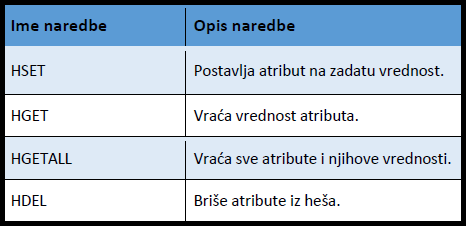 Ime naredbe Opis naredbe
HSET Postavlja atribut na zadatu vrednost.
HGET Vraća vrednost atributa.
HGETALL Vraća sve atribute i njihove vrednosti.
HDEL Briše atribute iz heša.